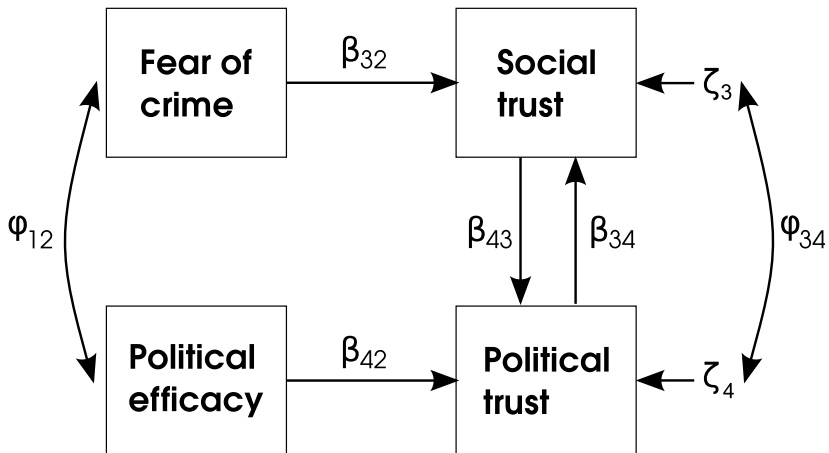 Fear of
crime
β32
Social
trust
ζ3
φ12
β43
β34
φ34
Political
efficacy
β42
Political
trust
ζ4